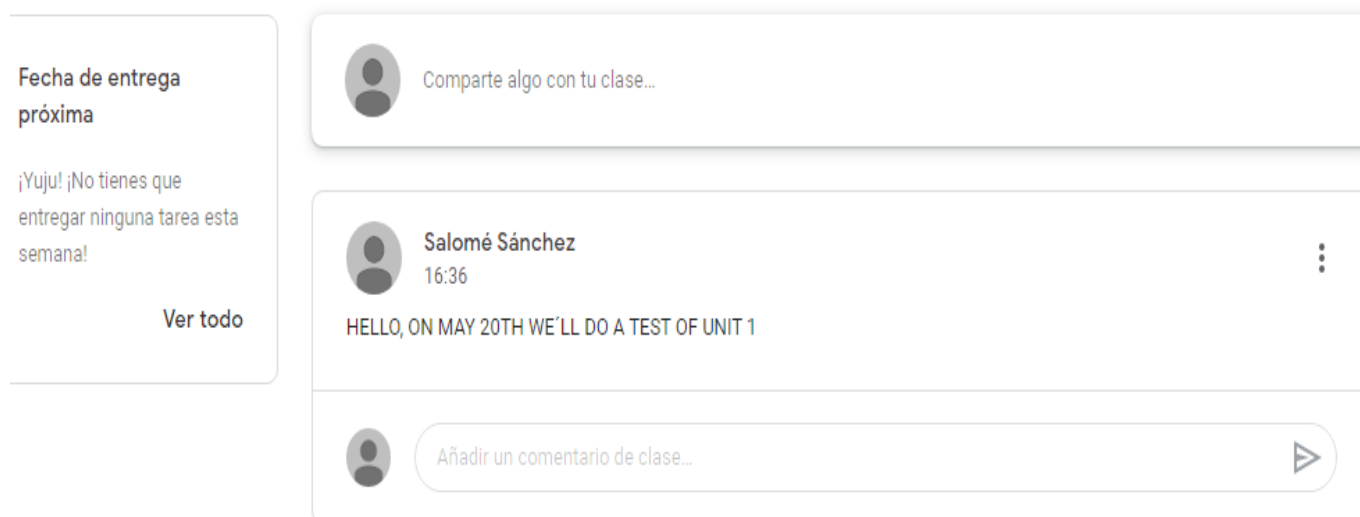 Fecha de entrega
próxima
¡Yuju! ¡No tienes que
entregar ninguna tarea esta
semana!
Ver todo
Comparte algo con tu clase...
Salomé Sánchez
16:36
HELLO, ON MAY 20TH WE´LL DO A TEST OF UNIT 1
Añadir un comentario de clase...